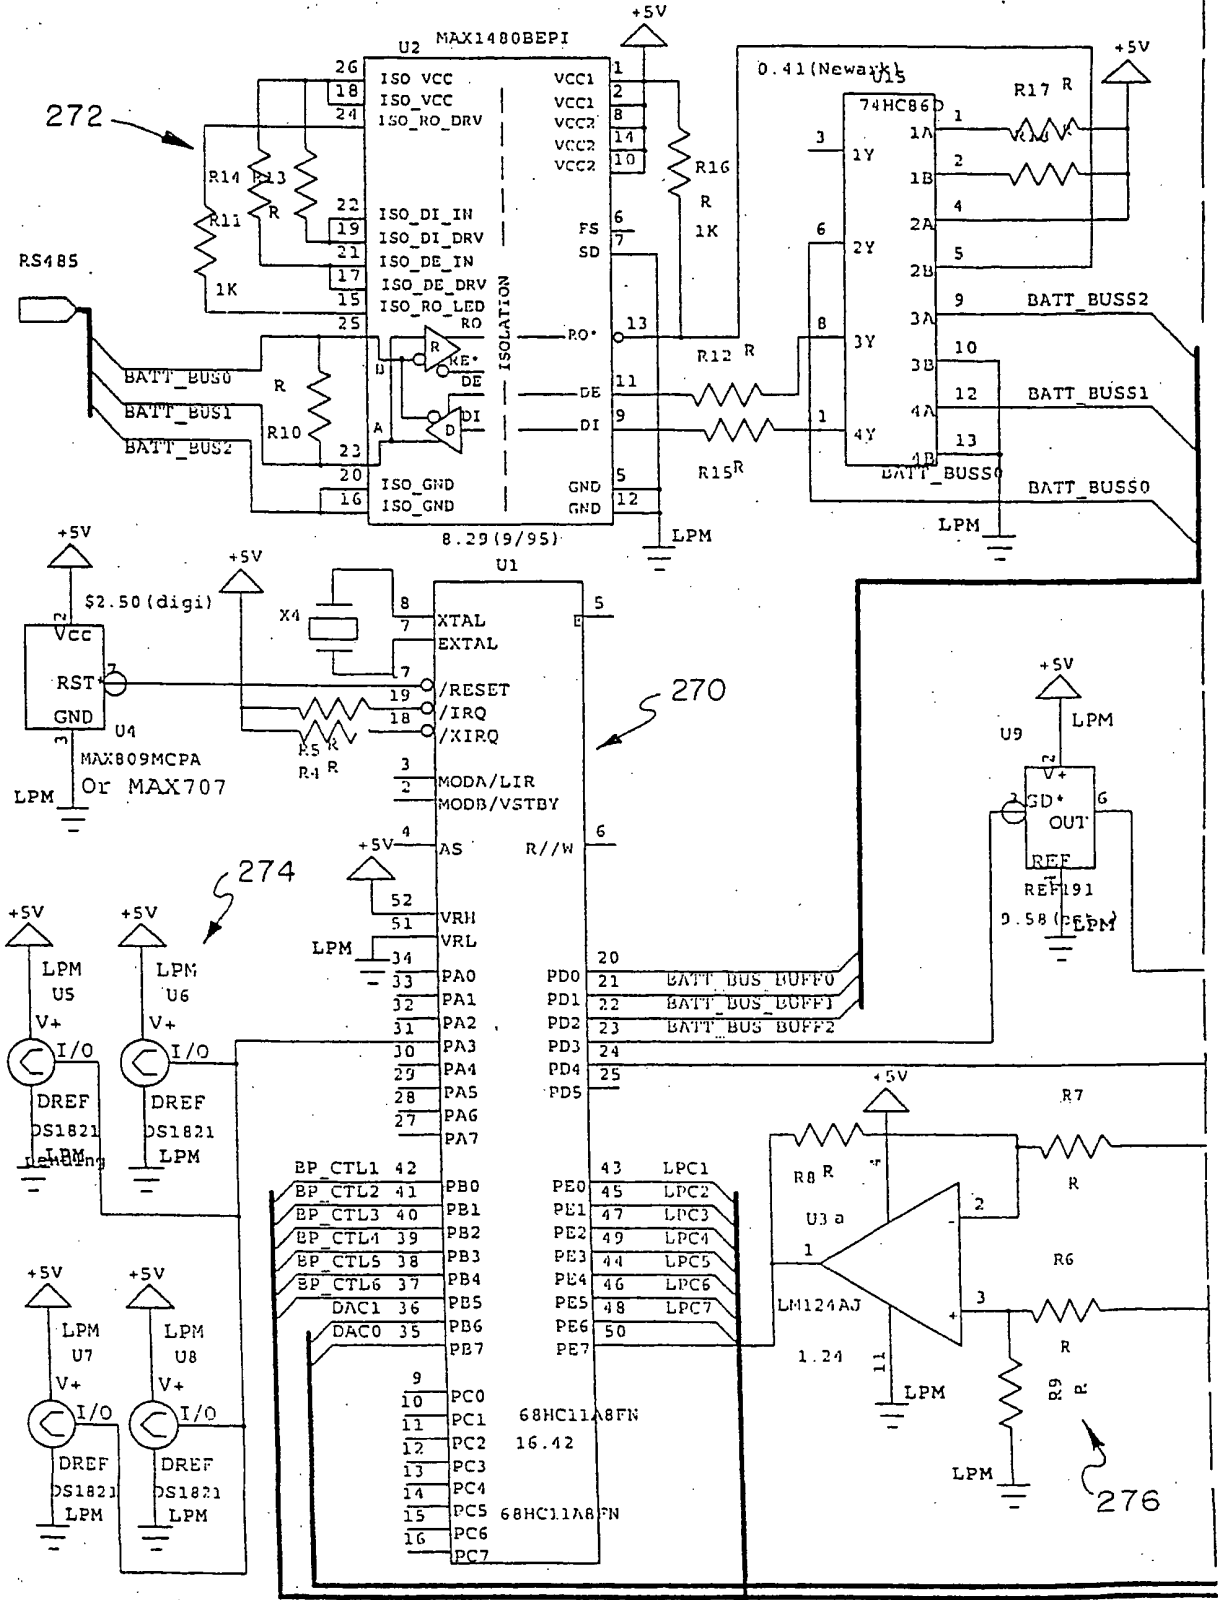 +5V
MAX1480BEPI
U2
+5V
0.41(Newark)
U15
74HC86D
R17 R
272
26 ISO_VCC
18 ISO_VCC
24 ISO_RO_DRV
VCC1 1
VCC1 2
VCC2 8
VCC2 14
VCC2 10
R14 R13
R
R11
1K
22 ISO_DI_IN
19 ISO_DI_DRV
21 ISO_DE_IN
17 ISO_DE_DRV
15 ISO_RO_LED
25
FS 6
SD 7
R16
R
1K
3 1Y
6 2Y
8 3Y
1 4Y
1A 1
1B 2
2A 4
2B 5
3A 9
3B 10
4A 12
4B 13
BATT_BUSS2
BATT_BUSS1
BATT_BUSS0
BATT_BUSS0
RS485
ISOLATION
RO
R
RE*
DE
DI
D
B
A
RO* 13
DE 11
DI 9
R12 R
R15 R
BATT_BUS0
BATT_BUS1
BATT_BUS2
R
R10
23
20 ISO_GND
16 ISO_GND
GND 5
GND 12
LPM
LPM
8.29(9/95)
U1
+5V
+5V
$2.50(digi)
2
Vcc
RST* 7
GND
3
U4
MAX809MCPA
Or MAX707
LPM
X4
8 XTAL
7 EXTAL
7 /RESET
19 /IRQ
18 /XIRQ
R5 R
R4 R
3 MODA/LIR
2 MODB/VSTBY
4 AS
E 5
R//W 6
270
+5V
LPM
U9
2
V+
3 GD*
OUT 6
REF
REF191
LPM
274
+5V
52 VRH
51 VRL
LPM
34 PA0
33 PA1
32 PA2
31 PA3
30 PA4
29 PA5
28 PA6
27 PA7
PD0 20
PD1 21
PD2 22
PD3 23
PD4 24
PD5 25
BATT_BUS_BUFF0
BATT_BUS_BUFF1
BATT_BUS_BUFF2
+5V
LPM
U5
V+
I/O
DREF
DS1821
LPM
+5V
LPM
U6
V+
I/O
DREF
DS1821
LPM
BP_CTL1 42 PB0
BP_CTL2 41 PB1
BP_CTL3 40 PB2
BP_CTL4 39 PB3
BP_CTL5 38 PB4
BP_CTL6 37 PB5
DAC1 36 PB6
DAC0 35 PB7
PE0 43 LPC1
PE1 45 LPC2
PE2 47 LPC3
PE3 49 LPC4
PE4 44 LPC5
PE5 46 LPC6
PE6 48 LPC7
PE7 50
+5V
R7
R
R8 R
4
U3a
1
2
-
3
+
LM124AJ
1.24
11
LPM
R6
R
R9
R
LPM
276
+5V
LPM
U7
V+
I/O
DREF
DS1821
LPM
+5V
LPM
U8
V+
I/O
DREF
DS1821
LPM
9 PC0
10 PC1
11 PC2
12 PC3
13 PC4
14 PC5
15 PC6
16 PC7
68HC11A8FN
16.42
68HC11A8FN